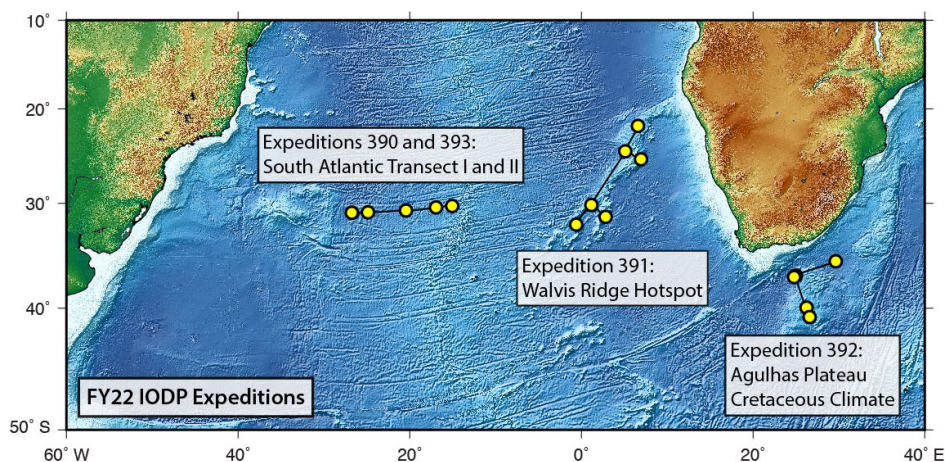 10°
20°
30°
40°
50° S
Expeditions 390 and 393:
South Atlantic Transect I and II
Expedition 391:
Walvis Ridge Hotspot
Expedition 392:
Agulhas Plateau
Cretaceous Climate
FY22 IODP Expeditions
60° W
40°
20°
0°
20°
40° E